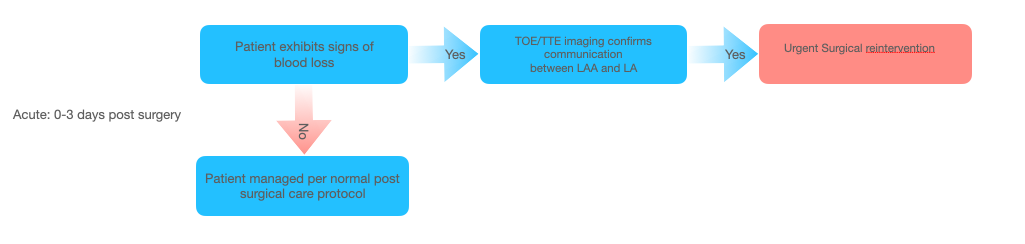 Patient exhibits signs of
blood loss
Yes
TOE/TTE imaging confirms
communication
between LAA and LA
Yes
Urgent Surgical reintervention
Acute: 0-3 days post surgery
No
Patient managed per normal post
surgical care protocol